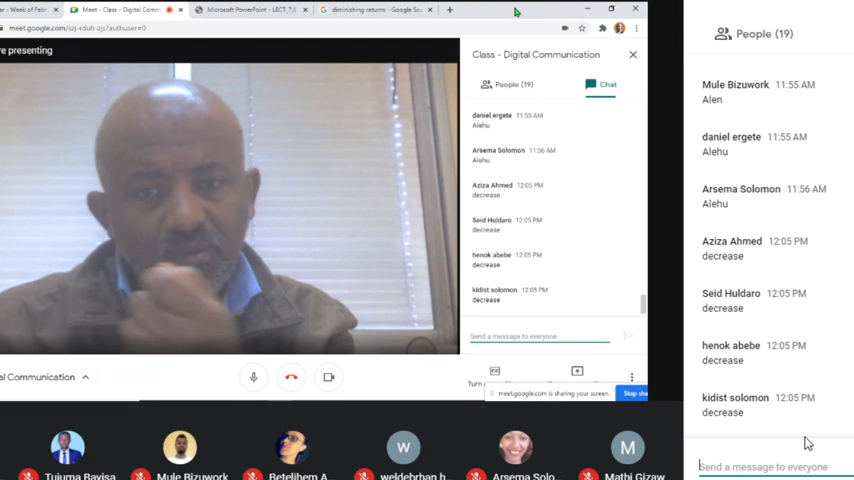 ar - Week of Feb
Meet - Class - Digital Comm
Microsoft PowerPoint - LECT_7,8
diminishing returns - Google Se
meet.google.com/szj-rduh-zjs?authuser=0
re presenting
Class - Digital Communication
People (19)
Chat
daniel ergete 11:55 AM
Alehu
Arsema Solomon 11:56 AM
Alehu
Aziza Ahmed 12:05 PM
decrease
Seid Huldaro 12:05 PM
decrease
henok abebe 12:05 PM
decrease
kidist solomon 12:05 PM
decrease
Send a message to everyone
al Communication
Turn
meet.google.com is sharing your screen.
Stop sha
Tujuma Bayisa
Mule Bizuwork
Betelihem A
W
weldebrhan h
Arsema Solo
M
Mathi Gizaw
People (19)
Mule Bizuwork 11:55 AM
Alen
daniel ergete 11:55 AM
Alehu
Arsema Solomon 11:56 AM
Alehu
Aziza Ahmed 12:05 PM
decrease
Seid Huldaro 12:05 PM
decrease
henok abebe 12:05 PM
decrease
kidist solomon 12:05 PM
decrease
Send a message to everyone